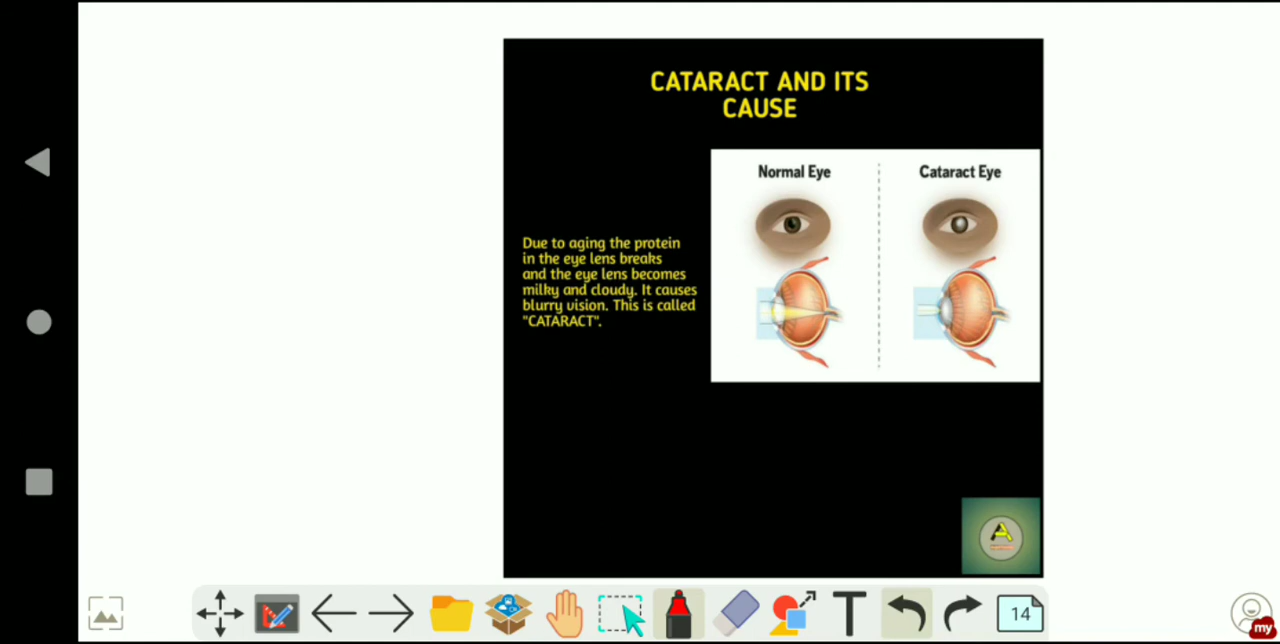 CATARACT AND ITS
CAUSE
Normal Eye
Cataract Eye
Due to aging the protein
in the eye lens breaks
and the eye lens becomes
milky and cloudy. It causes
blurry vision. This is called
"CATARACT".
A
T
14
my